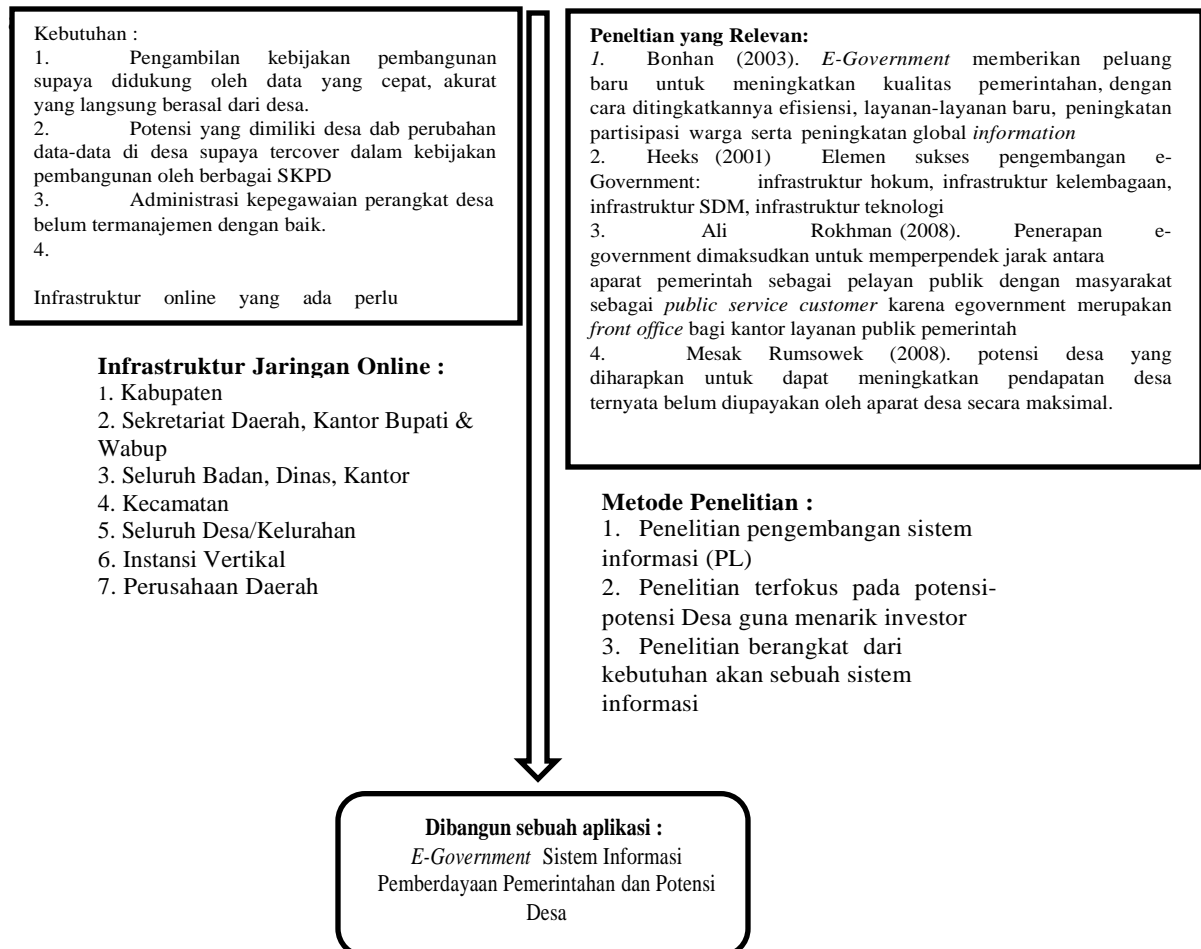 Kebutuhan :
1. Pengambilan kebijakan pembangunan
supaya didukung oleh data yang cepat, akurat
yang langsung berasal dari desa.
2. Potensi yang dimiliki desa dab perubahan
data-data di desa supaya tercover dalam kebijakan
pembangunan oleh berbagai SKPD
3. Administrasi kepegawaian perangkat desa
belum termanajemen dengan baik.
4.
Infrastruktur online yang ada perlu
Infrastruktur Jaringan Online :
1. Kabupaten
2. Sekretariat Daerah, Kantor Bupati &
Wabup
3. Seluruh Badan, Dinas, Kantor
4. Kecamatan
5. Seluruh Desa/Kelurahan
6. Instansi Vertikal
7. Perusahaan Daerah
Peneltian yang Relevan:
1. Bonhan (2003). E-Government memberikan peluang
baru untuk meningkatkan kualitas pemerintahan, dengan
cara ditingkatkannya efisiensi, layanan-layanan baru, peningkatan
partisipasi warga serta peningkatan global information
2. Heeks (2001) Elemen sukses pengembangan e-
Government: infrastruktur hokum, infrastruktur kelembagaan,
infrastruktur SDM, infrastruktur teknologi
3. Ali Rokhman (2008). Penerapan e-
government dimaksudkan untuk memperpendek jarak antara
aparat pemerintah sebagai pelayan publik dengan masyarakat
sebagai public service customer karena egovernment merupakan
front office bagi kantor layanan publik pemerintah
4. Mesak Rumsowek (2008). potensi desa yang
diharapkan untuk dapat meningkatkan pendapatan desa
ternyata belum diupayakan oleh aparat desa secara maksimal.
Metode Penelitian :
1. Penelitian pengembangan sistem
informasi (PL)
2. Penelitian terfokus pada potensi-
potensi Desa guna menarik investor
3. Penelitian berangkat dari
kebutuhan akan sebuah sistem
informasi
Dibangun sebuah aplikasi :
E-Government Sistem Informasi
Pemberdayaan Pemerintahan dan Potensi
Desa